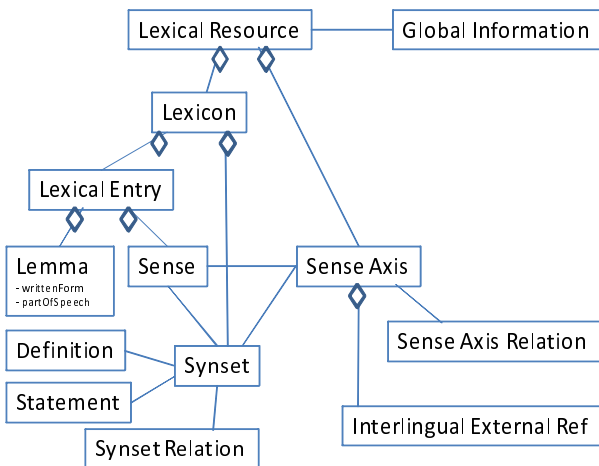 Lexical Resource
Global Information
Lexicon
Lexical Entry
Lemma
- writtenForm
- partOfSpeech
Sense
Sense Axis
Sense Axis Relation
Definition
Synset
Statement
Interlingual External Ref
Synset Relation